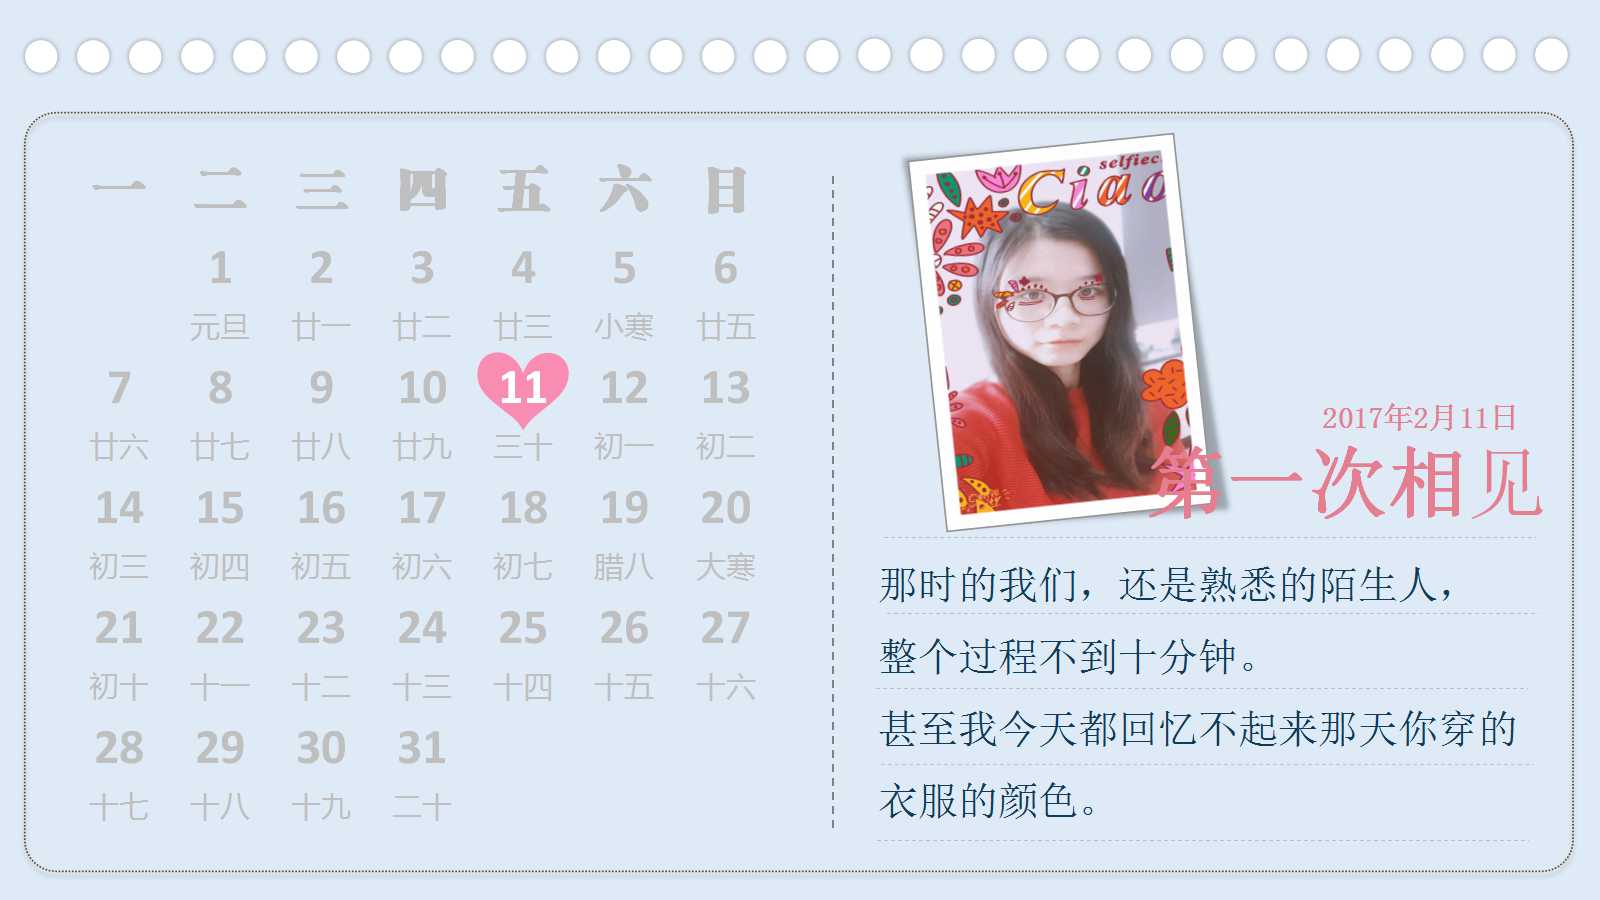 一 二 三 四 五 六 日
1 2 3 4 5 6
元旦 廿一 廿二 廿三 小寒 廿五
7 8 9 10 11 12 13
廿六 廿七 廿八 廿九 三十 初一 初二
14 15 16 17 18 19 20
初三 初四 初五 初六 初七 腊八 大寒
21 22 23 24 25 26 27
初十 十一 十二 十三 十四 十五 十六
28 29 30 31
十七 十八 十九 二十
selfiec
Ciao
2017年2月11日
第一次相见
那时的我们，还是熟悉的陌生人，
整个过程不到十分钟。
甚至我今天都回忆不起来那天你穿的
衣服的颜色。